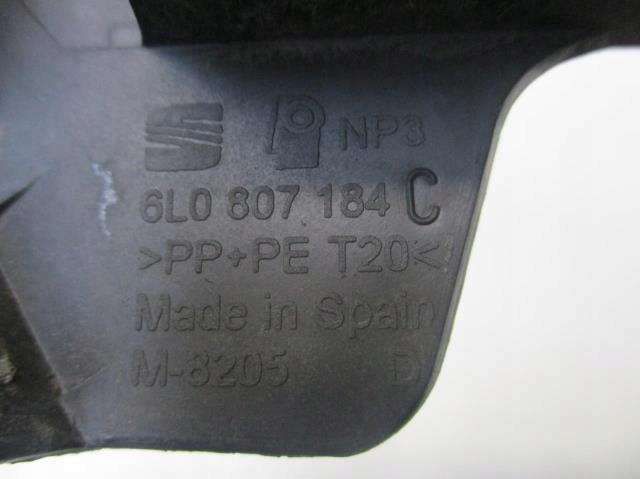 NP3
6L0 807 184 C
>PP+PE T20<
Made in Spain
M-8205 D